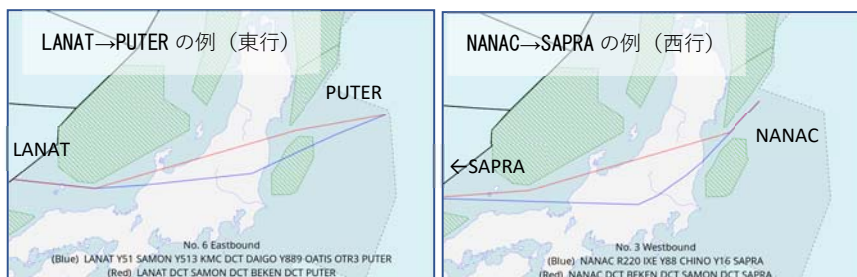 LANAT→PUTER の例（東行）
PUTER
LANAT
No. 6 Eastbound
(Blue) LANAT Y51 SAMON Y513 KMC DCT DAIGO Y889 OATIS OTR3 PUTER
(Red) LANAT DCT SAMON DCT BEKEN DCT PUTER
NANAC→SAPRA の例（西行）
NANAC
←SAPRA
No. 3 Westbound
(Blue) NANAC R220 IXE Y88 CHINO Y16 SAPRA
(Red) NANAC DCT BEKEN DCT SAMON DCT SAPRA